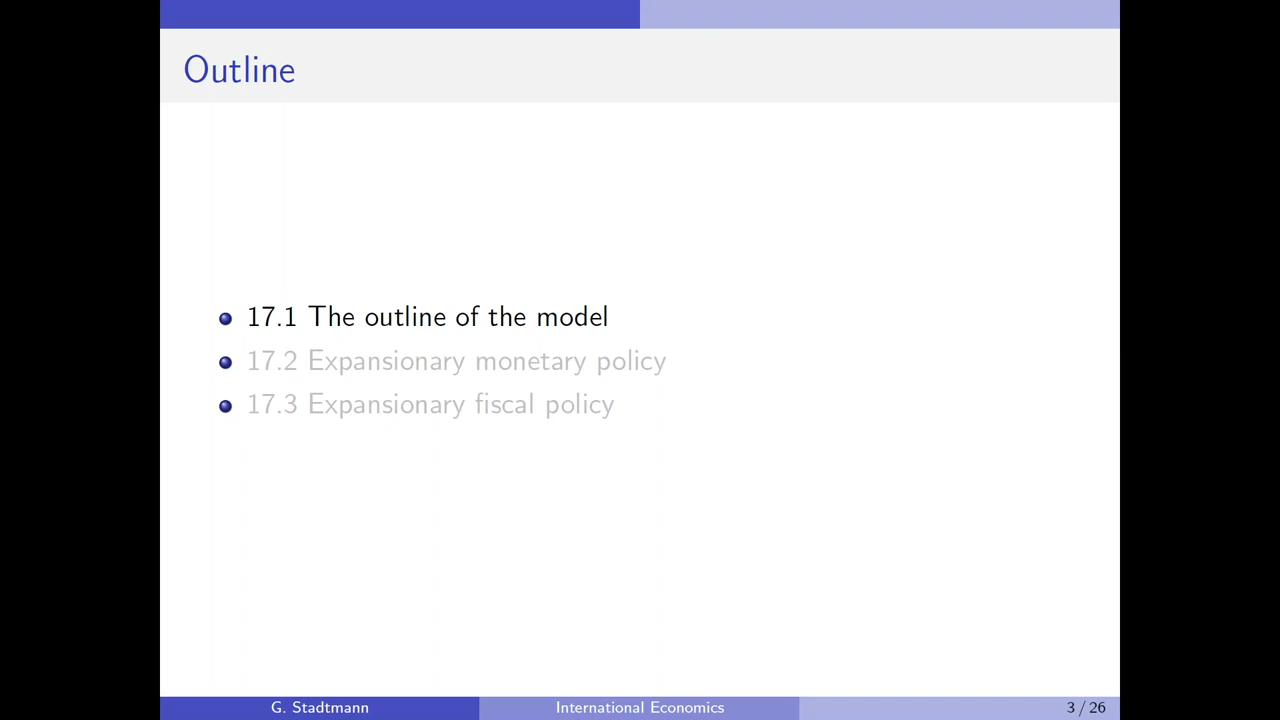 Outline
17.1 The outline of the model
17.2 Expansionary monetary policy
17.3 Expansionary fiscal policy
G. Stadtmann
International Economics
3 / 26